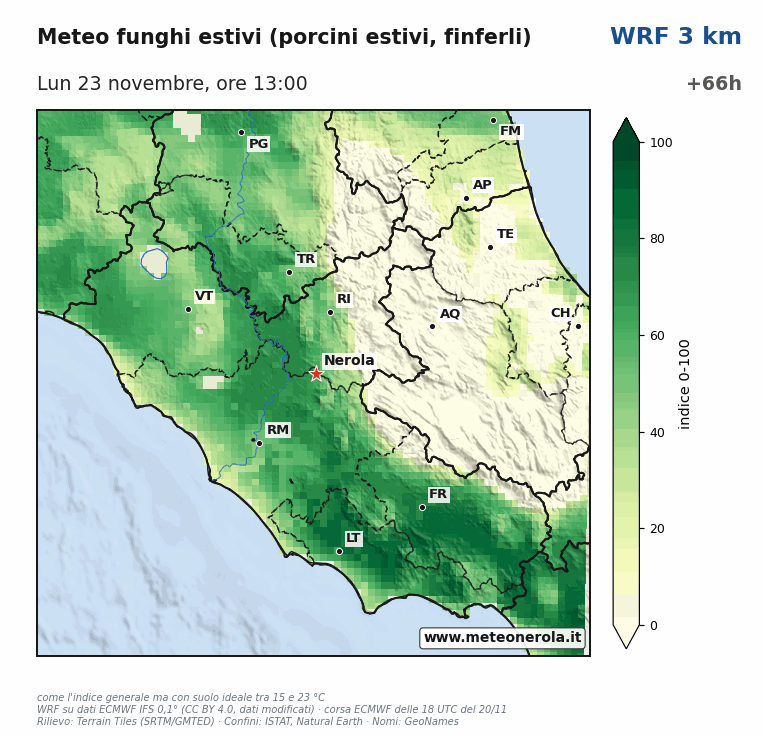 Meteo funghi estivi (porcini estivi, finferli)
WRF 3 km
Lun 23 novembre, ore 13:00
+66h
FM
PG
AP
TE
TR
VT
RI
AQ
CH
Nerola
RM
FR
LT
www.meteonerola.it
100
80
60
40
20
0
indice 0-100
come l'indice generale ma con suolo ideale tra 15 e 23 °C
WRF su dati ECMWF IFS 0,1° (CC BY 4.0, dati modificati) · corsa ECMWF delle 18 UTC del 20/11
Rilievo: Terrain Tiles (SRTM/GMTED) · Confini: ISTAT, Natural Earth · Nomi: GeoNames